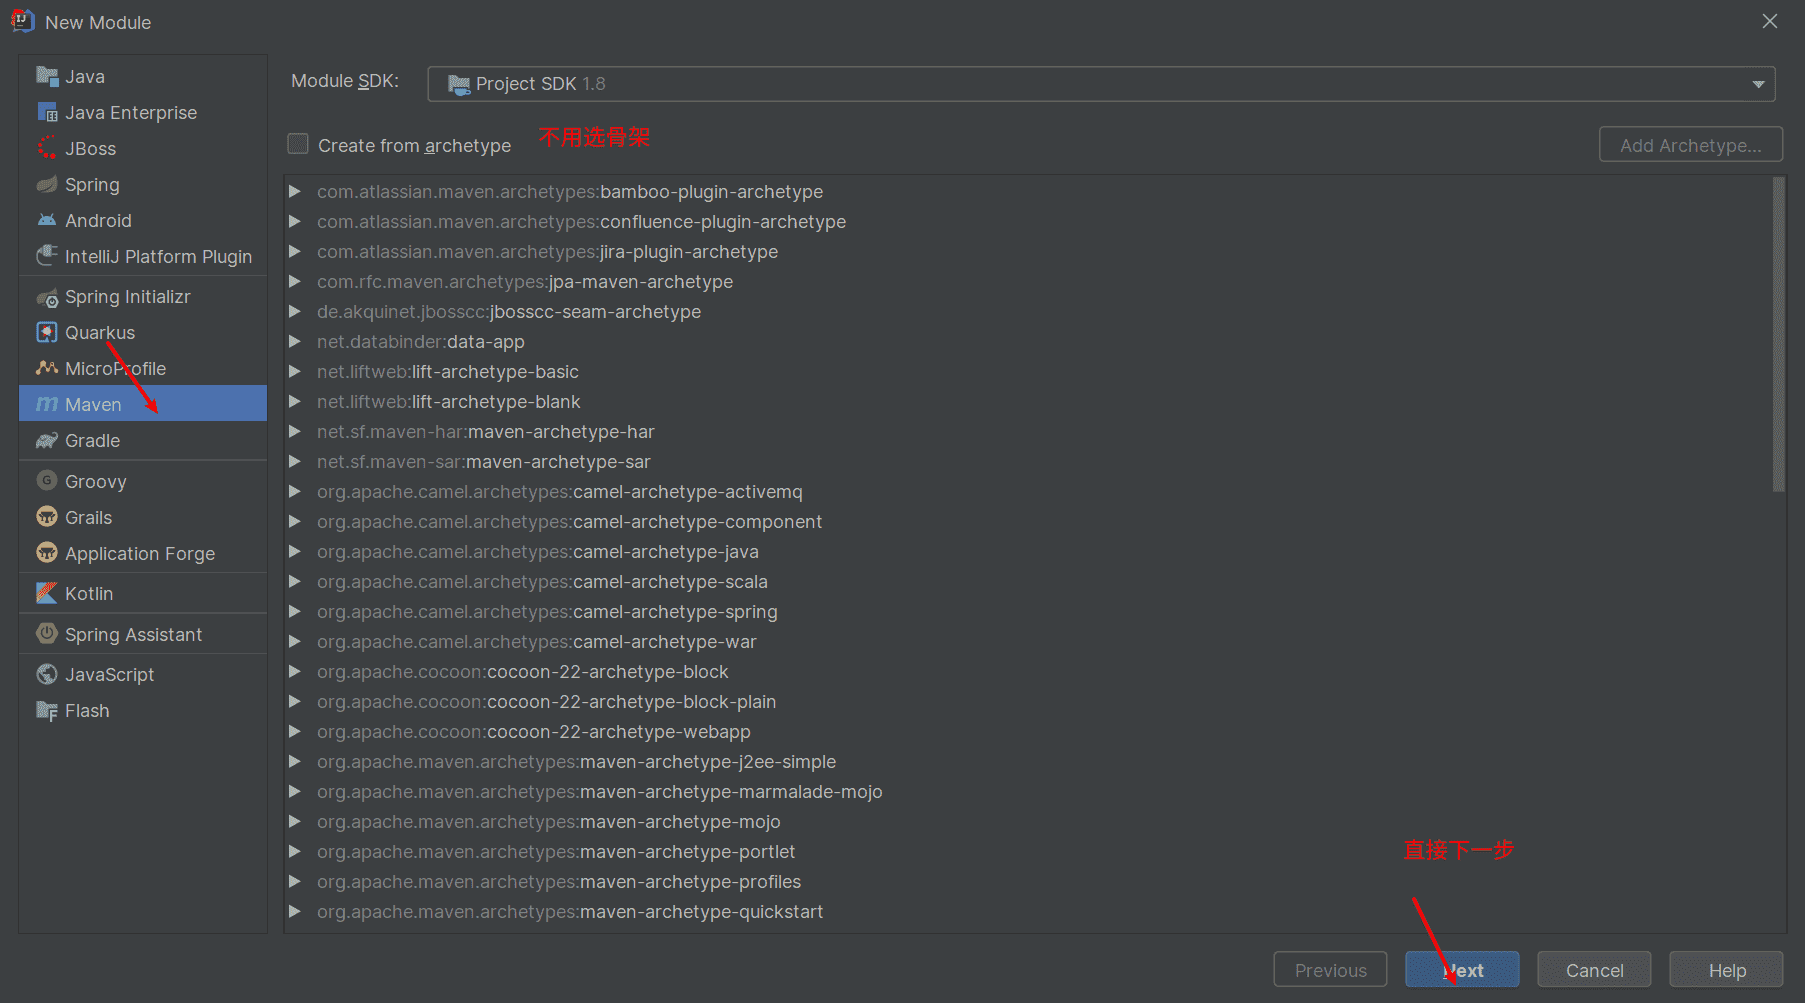 New Module
Java
Java Enterprise
JBoss
Spring
Android
IntelliJ Platform Plugin
Spring Initializr
Quarkus
MicroProfile
Maven
Gradle
Groovy
Grails
Application Forge
Kotlin
Spring Assistant
JavaScript
Flash
Module SDK: Project SDK 1.8
Create from archetype 不用选骨架 Add Archetype...
com.atlassian.maven.archetypes:bamboo-plugin-archetype
com.atlassian.maven.archetypes:confluence-plugin-archetype
com.atlassian.maven.archetypes:jira-plugin-archetype
com.rfc.maven.archetypes:jpa-maven-archetype
de.akquinet.jbosscc:jbosscc-seam-archetype
net.databinder:data-app
net.liftweb:lift-archetype-basic
net.liftweb:lift-archetype-blank
net.sf.maven-har:maven-archetype-har
net.sf.maven-sar:maven-archetype-sar
org.apache.camel.archetypes:camel-archetype-activemq
org.apache.camel.archetypes:camel-archetype-component
org.apache.camel.archetypes:camel-archetype-java
org.apache.camel.archetypes:camel-archetype-scala
org.apache.camel.archetypes:camel-archetype-spring
org.apache.camel.archetypes:camel-archetype-war
org.apache.cocoon:cocoon-22-archetype-block
org.apache.cocoon:cocoon-22-archetype-block-plain
org.apache.cocoon:cocoon-22-archetype-webapp
org.apache.maven.archetypes:maven-archetype-j2ee-simple
org.apache.maven.archetypes:maven-archetype-marmalade-mojo
org.apache.maven.archetypes:maven-archetype-mojo
org.apache.maven.archetypes:maven-archetype-portlet
org.apache.maven.archetypes:maven-archetype-profiles
org.apache.maven.archetypes:maven-archetype-quickstart
直接下一步
Previous Next Cancel Help